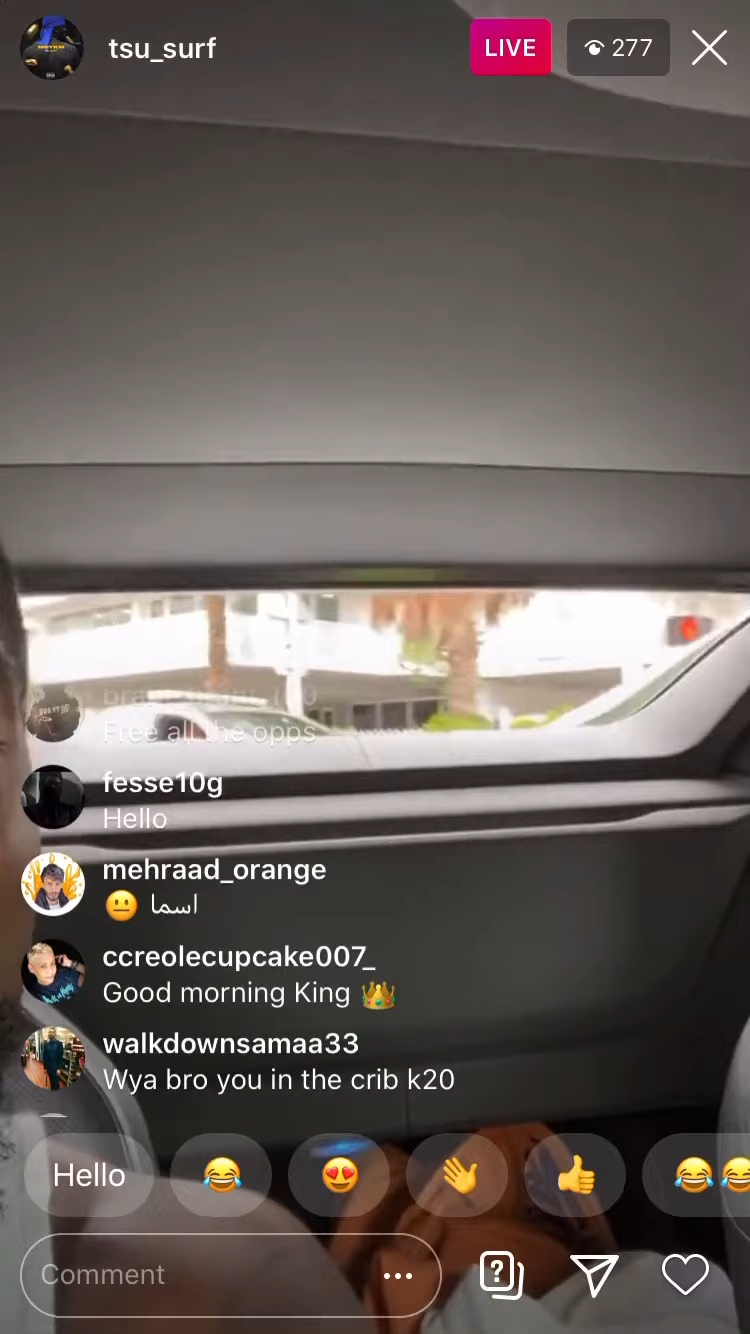 tsu_surf
LIVE
277
Free all the opps
fesse10g
Hello
mehraad_orange
😐 اسما
ccreolecupcake007_
Good morning King 👑
walkdownsamaa33
Wya bro you in the crib k20
Hello 😂 😍 👋 👍 😂😂
Comment